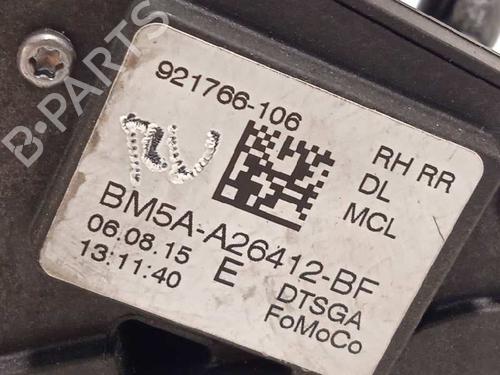 B-PARTS
921766-106
RH RR
DL
MCL
BM5A-A26412-BF
06.08.15
E
DTSGA
13:11:40
FoMoCo